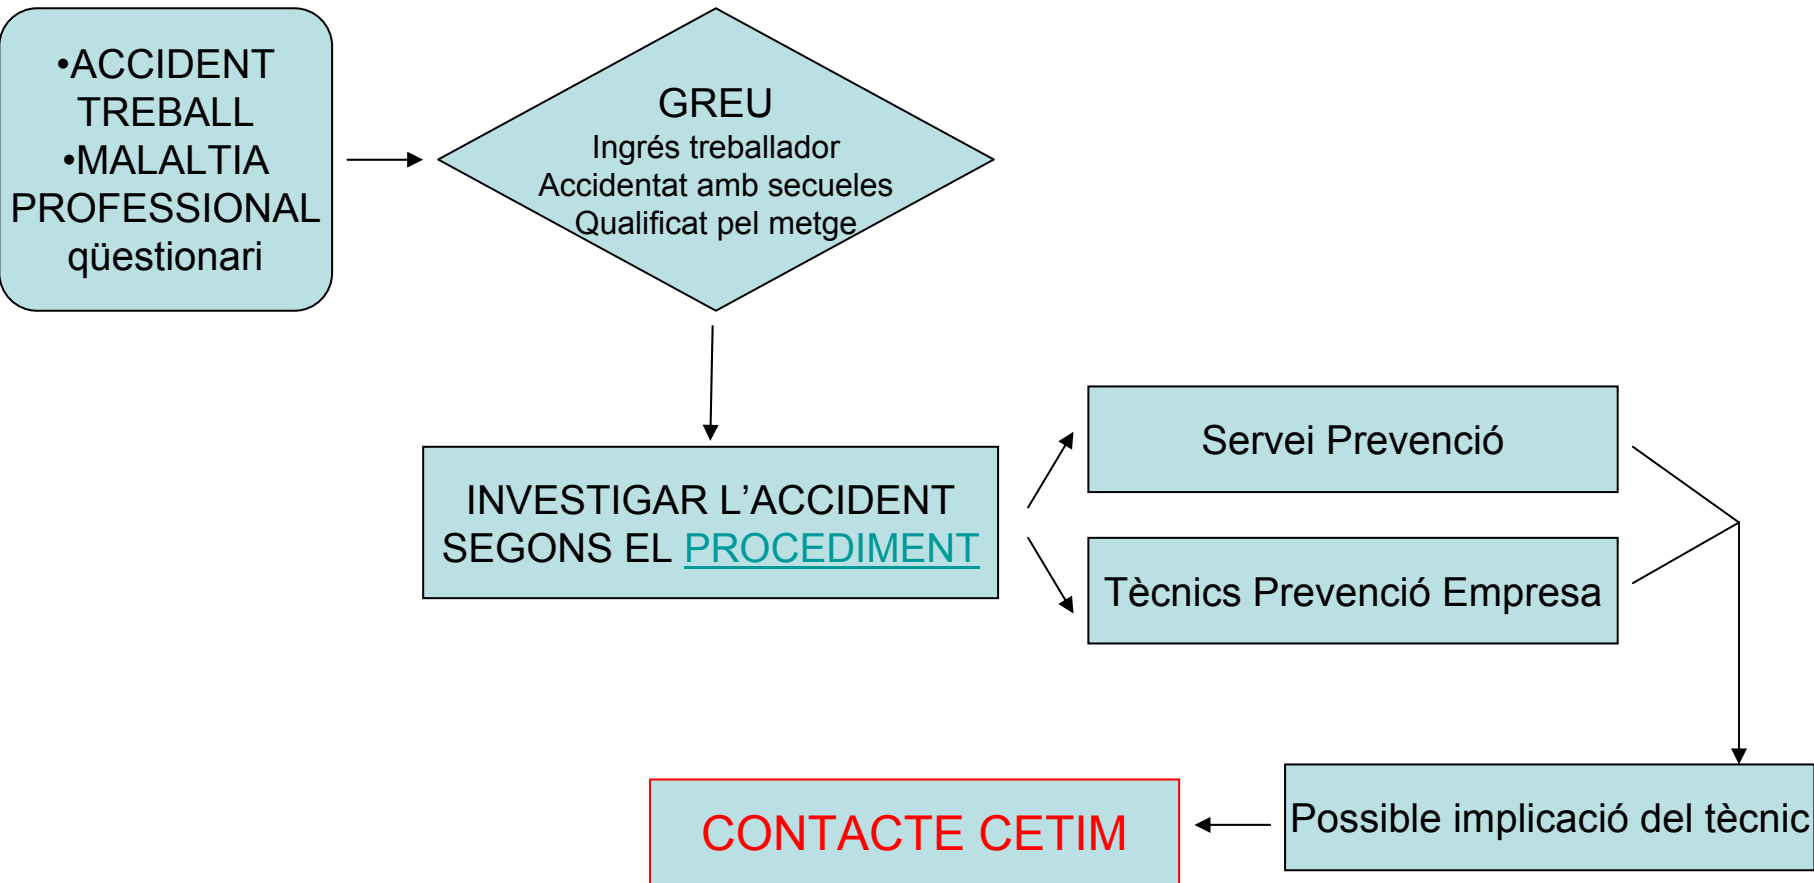 •ACCIDENT
TREBALL
•MALALTIA
PROFESSIONAL
qüestionari
GREU
Ingrés treballador
Accidentat amb secueles
Qualificat pel metge
INVESTIGAR L’ACCIDENT
SEGONS EL PROCEDIMENT
Servei Prevenció
Tècnics Prevenció Empresa
Possible implicació del tècnic
CONTACTE CETIM